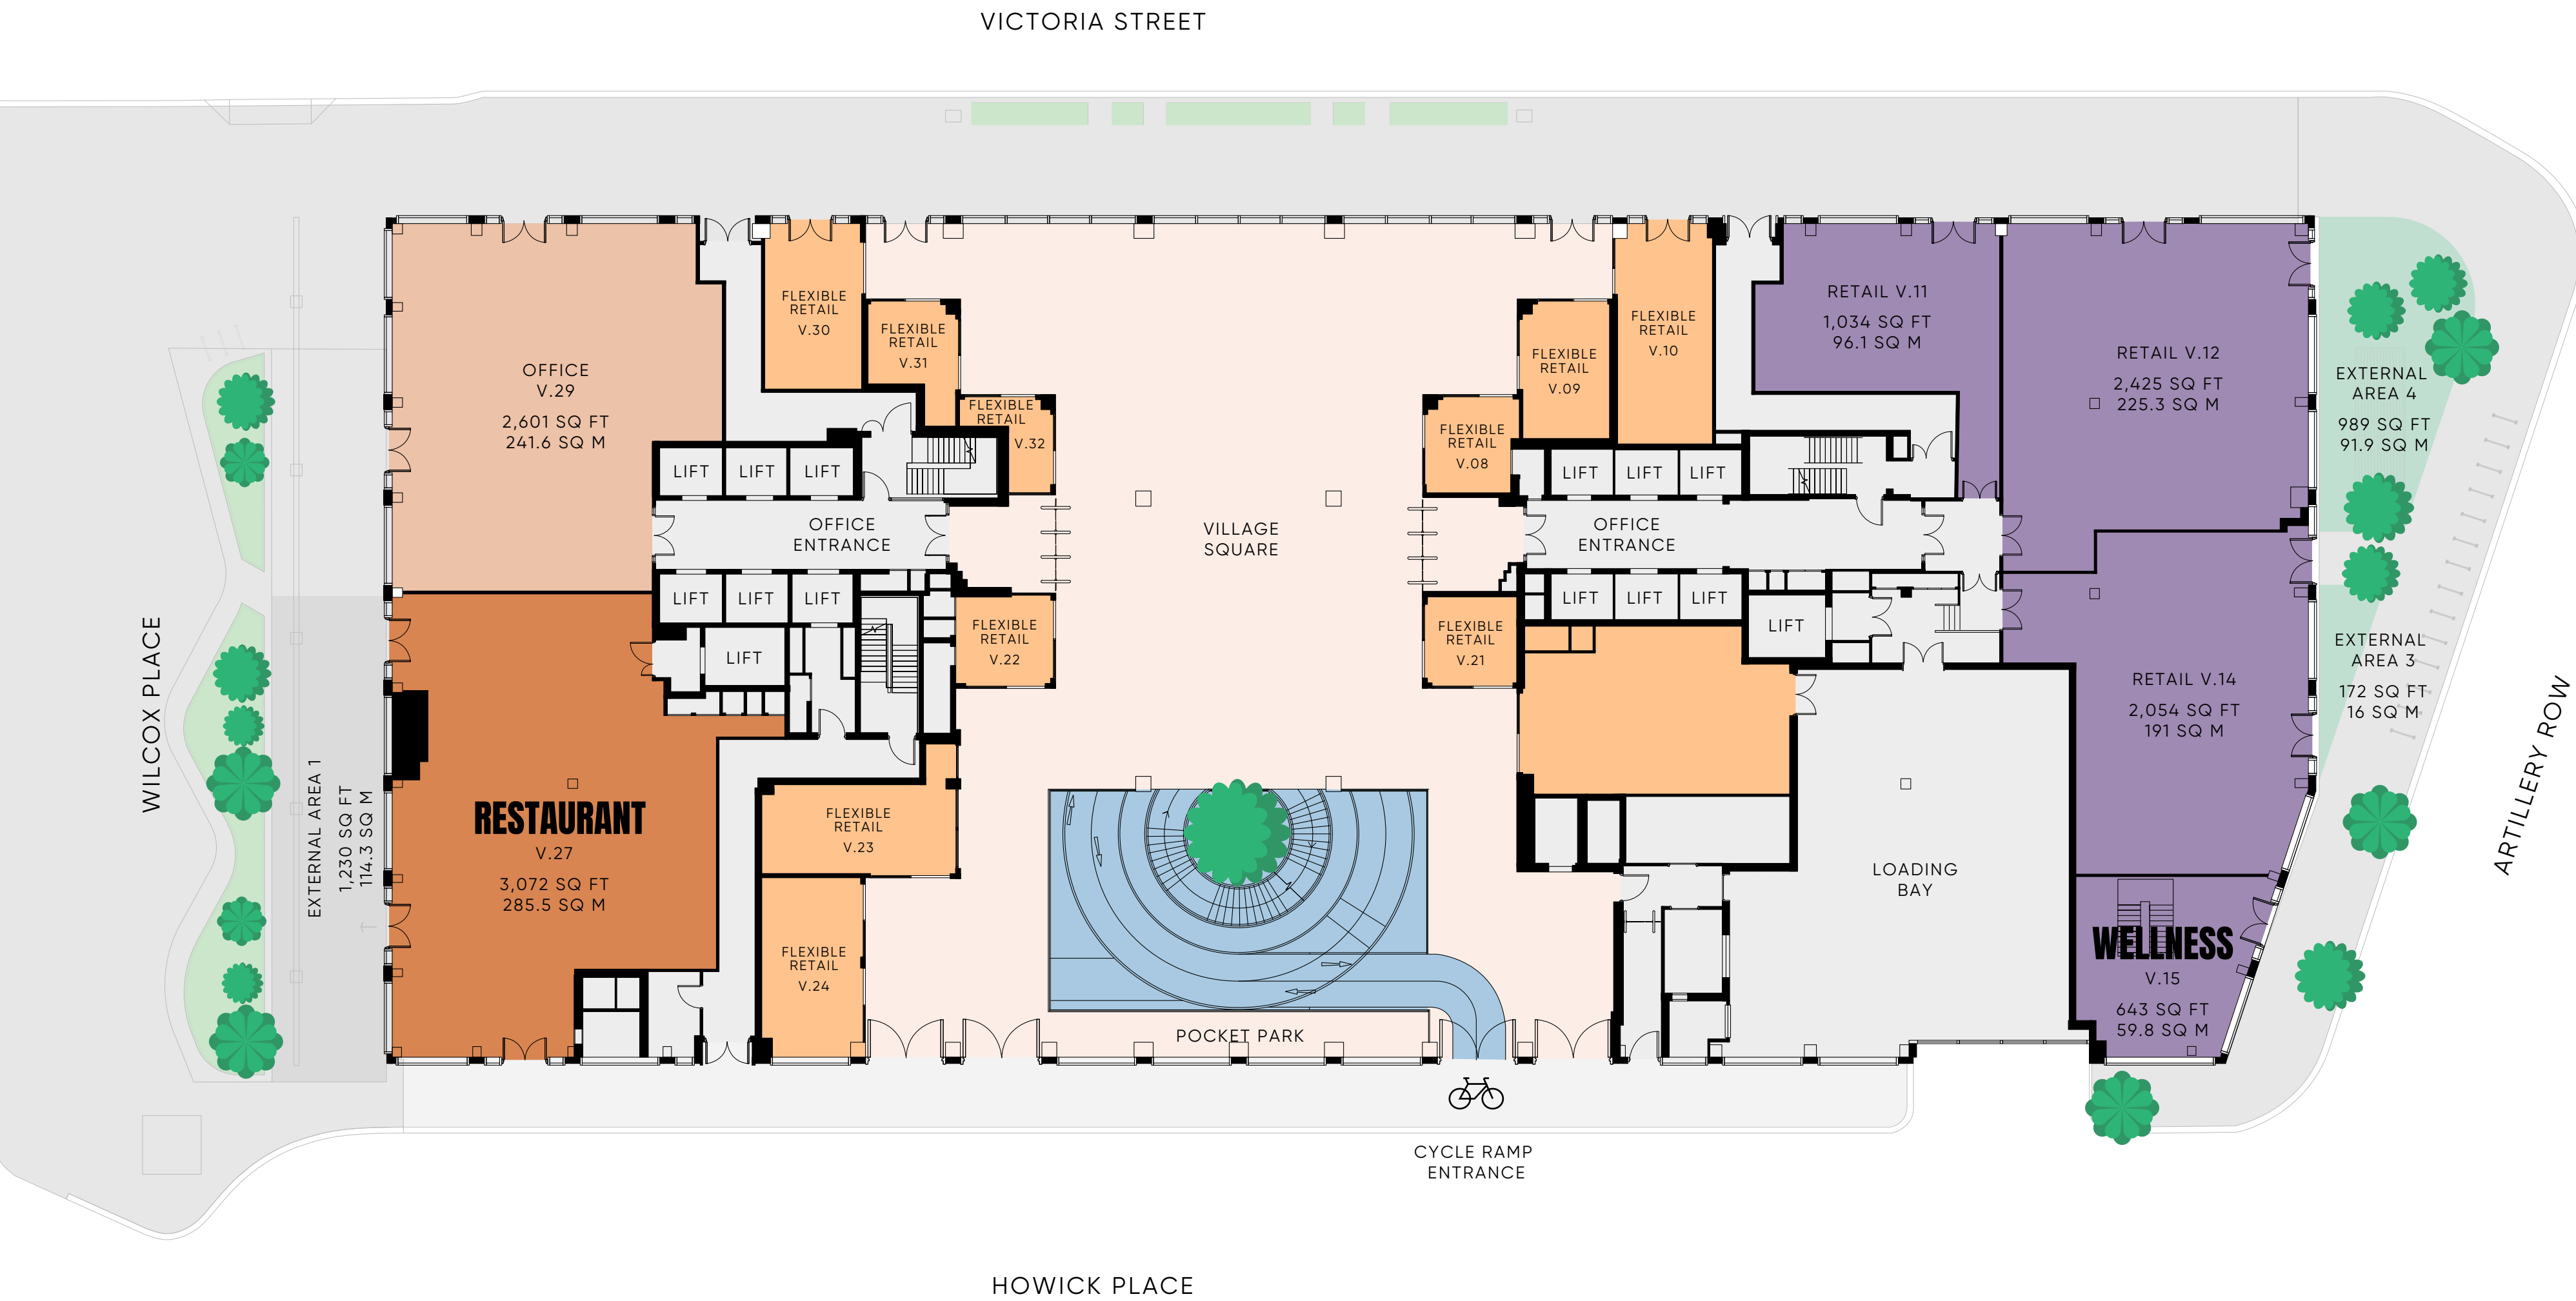 VICTORIA STREET
OFFICE
V.29
2,601 SQ FT
241.6 SQ M
FLEXIBLE
RETAIL
V.30
FLEXIBLE
RETAIL
V.31
FLEXIBLE
RETAIL
V.32
FLEXIBLE
RETAIL
V.08
FLEXIBLE
RETAIL
V.09
FLEXIBLE
RETAIL
V.10
RETAIL V.11
1,034 SQ FT
96.1 SQ M
RETAIL V.12
2,425 SQ FT
225.3 SQ M
EXTERNAL
AREA 4
989 SQ FT
91.9 SQ M
LIFT
LIFT
LIFT
LIFT
LIFT
LIFT
OFFICE
ENTRANCE
VILLAGE
SQUARE
OFFICE
ENTRANCE
LIFT
LIFT
LIFT
LIFT
LIFT
LIFT
LIFT
LIFT
FLEXIBLE
RETAIL
V.22
FLEXIBLE
RETAIL
V.21
EXTERNAL
AREA 3
172 SQ FT
16 SQ M
RETAIL V.14
2,054 SQ FT
191 SQ M
WILCOX PLACE
EXTERNAL AREA 1
1,230 SQ FT
114.3 SQ M
RESTAURANT
V.27
3,072 SQ FT
285.5 SQ M
FLEXIBLE
RETAIL
V.23
FLEXIBLE
RETAIL
V.24
LOADING
BAY
WELLNESS
V.15
643 SQ FT
59.8 SQ M
ARTILLERY ROW
POCKET PARK
CYCLE RAMP
ENTRANCE
HOWICK PLACE